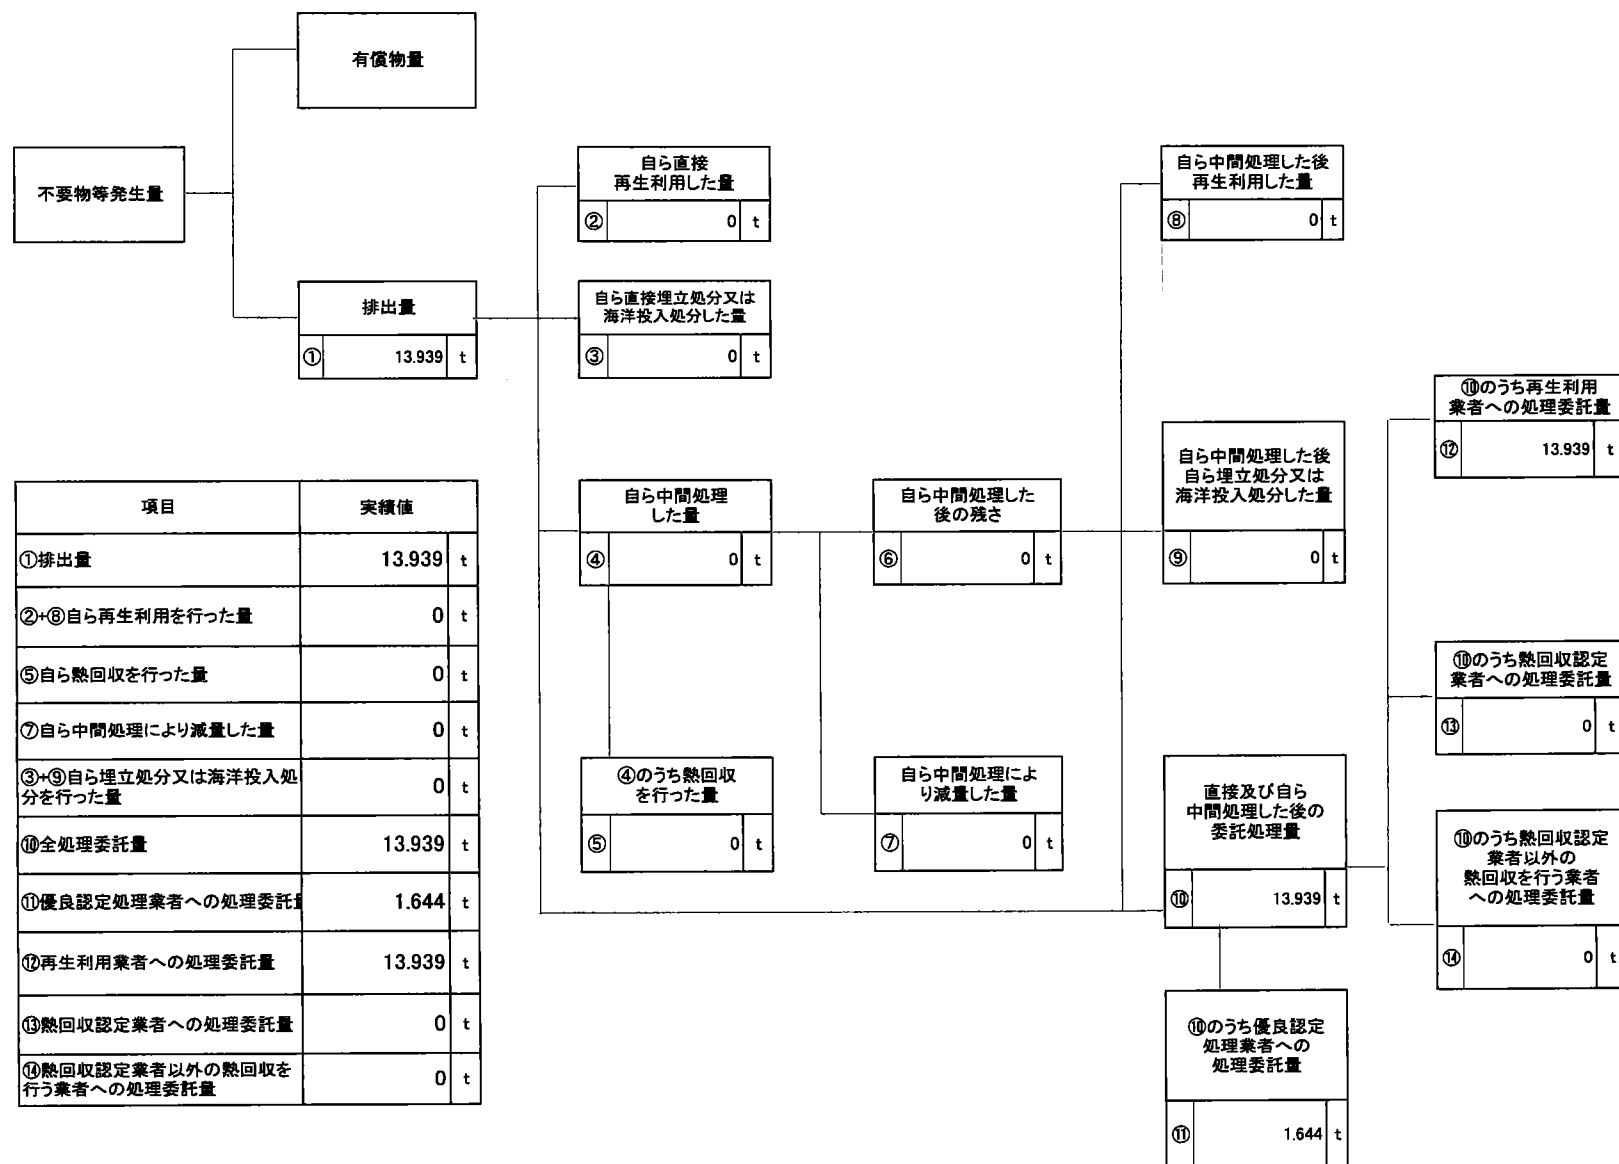 有償物量
不要物等発生量
排出量
① 13.939 t
自ら直接
再生利用した量
② 0 t
自ら直接埋立処分又は
海洋投入処分した量
③ 0 t
自ら中間処理
した量
④ 0 t
④のうち熱回収
を行った量
⑤ 0 t
自ら中間処理した
後の残さ
⑥ 0 t
自ら中間処理によ
り減量した量
⑦ 0 t
自ら中間処理した後
再生利用した量
⑧ 0 t
自ら中間処理した後
自ら埋立処分又は
海洋投入処分した量
⑨ 0 t
直接及び自ら
中間処理した後の
委託処理量
⑩ 13.939 t
⑩のうち優良認定
処理業者への
処理委託量
⑪ 1.644 t
⑩のうち再生利用
業者への処理委託量
⑫ 13.939 t
⑩のうち熱回収認定
業者への処理委託量
⑬ 0 t
⑩のうち熱回収認定
業者以外の
熱回収を行う業者
への処理委託量
⑭ 0 t
項目 実績値
①排出量 13.939 t
②+⑧自ら再生利用を行った量 0 t
⑤自ら熱回収を行った量 0 t
⑦自ら中間処理により減量した量 0 t
③+⑨自ら埋立処分又は海洋投入処
分を行った量 0 t
⑩全処理委託量 13.939 t
⑪優良認定処理業者への処理委託量 1.644 t
⑫再生利用業者への処理委託量 13.939 t
⑬熱回収認定業者への処理委託量 0 t
⑭熱回収認定業者以外の熱回収を
行う業者への処理委託量 0 t